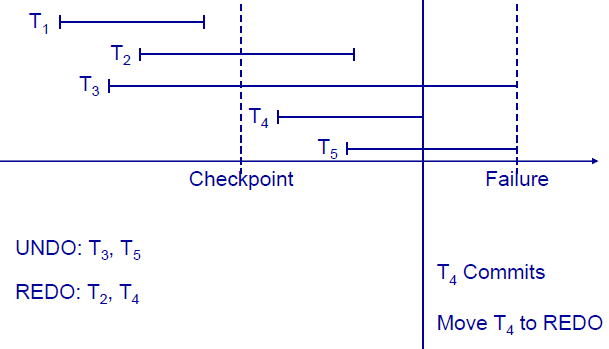 T1
T2
T3
T4
T5
Checkpoint Failure
UNDO: T3, T5
REDO: T2, T4
T4 Commits
Move T4 to REDO